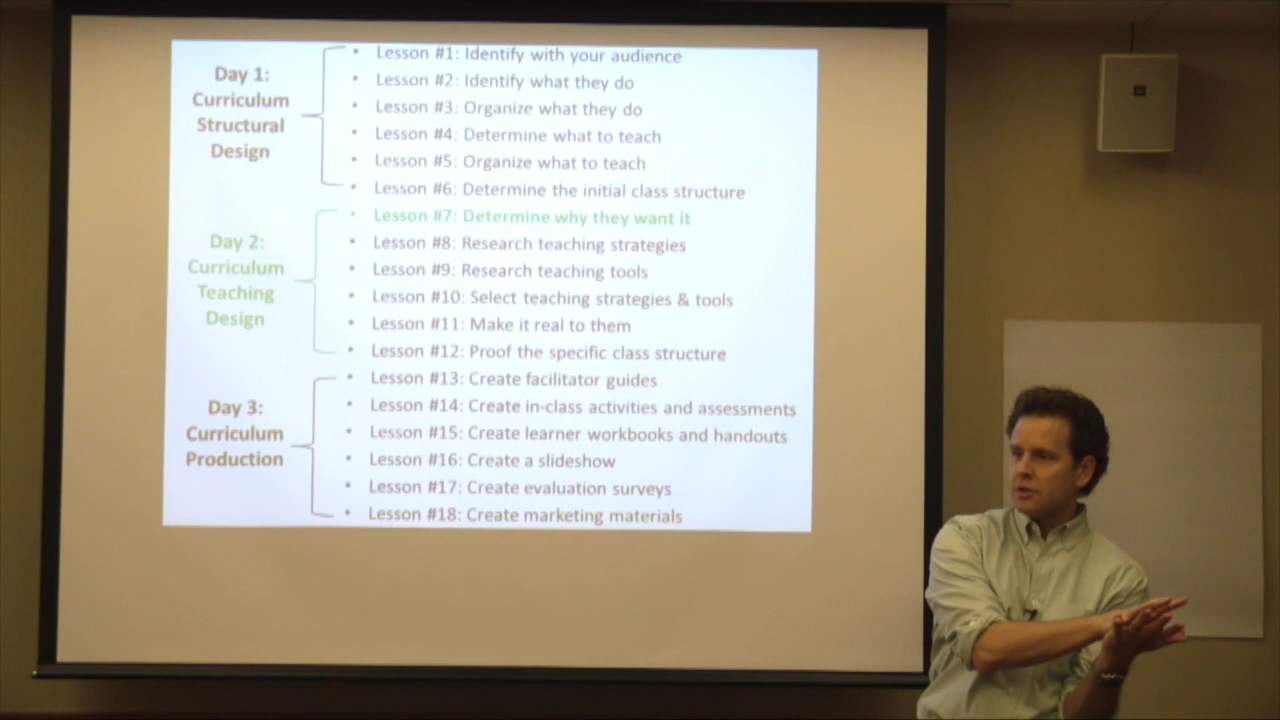 Day 1:
Curriculum
Structural
Design
• Lesson #1: Identify with your audience
• Lesson #2: Identify what they do
• Lesson #3: Organize what they do
• Lesson #4: Determine what to teach
• Lesson #5: Organize what to teach
• Lesson #6: Determine the initial class structure
Day 2:
Curriculum
Teaching
Design
• Lesson #7: Determine why they want it
• Lesson #8: Research teaching strategies
• Lesson #9: Research teaching tools
• Lesson #10: Select teaching strategies & tools
• Lesson #11: Make it real to them
• Lesson #12: Proof the specific class structure
Day 3:
Curriculum
Production
• Lesson #13: Create facilitator guides
• Lesson #14: Create in-class activities and assessments
• Lesson #15: Create learner workbooks and handouts
• Lesson #16: Create a slideshow
• Lesson #17: Create evaluation surveys
• Lesson #18: Create marketing materials